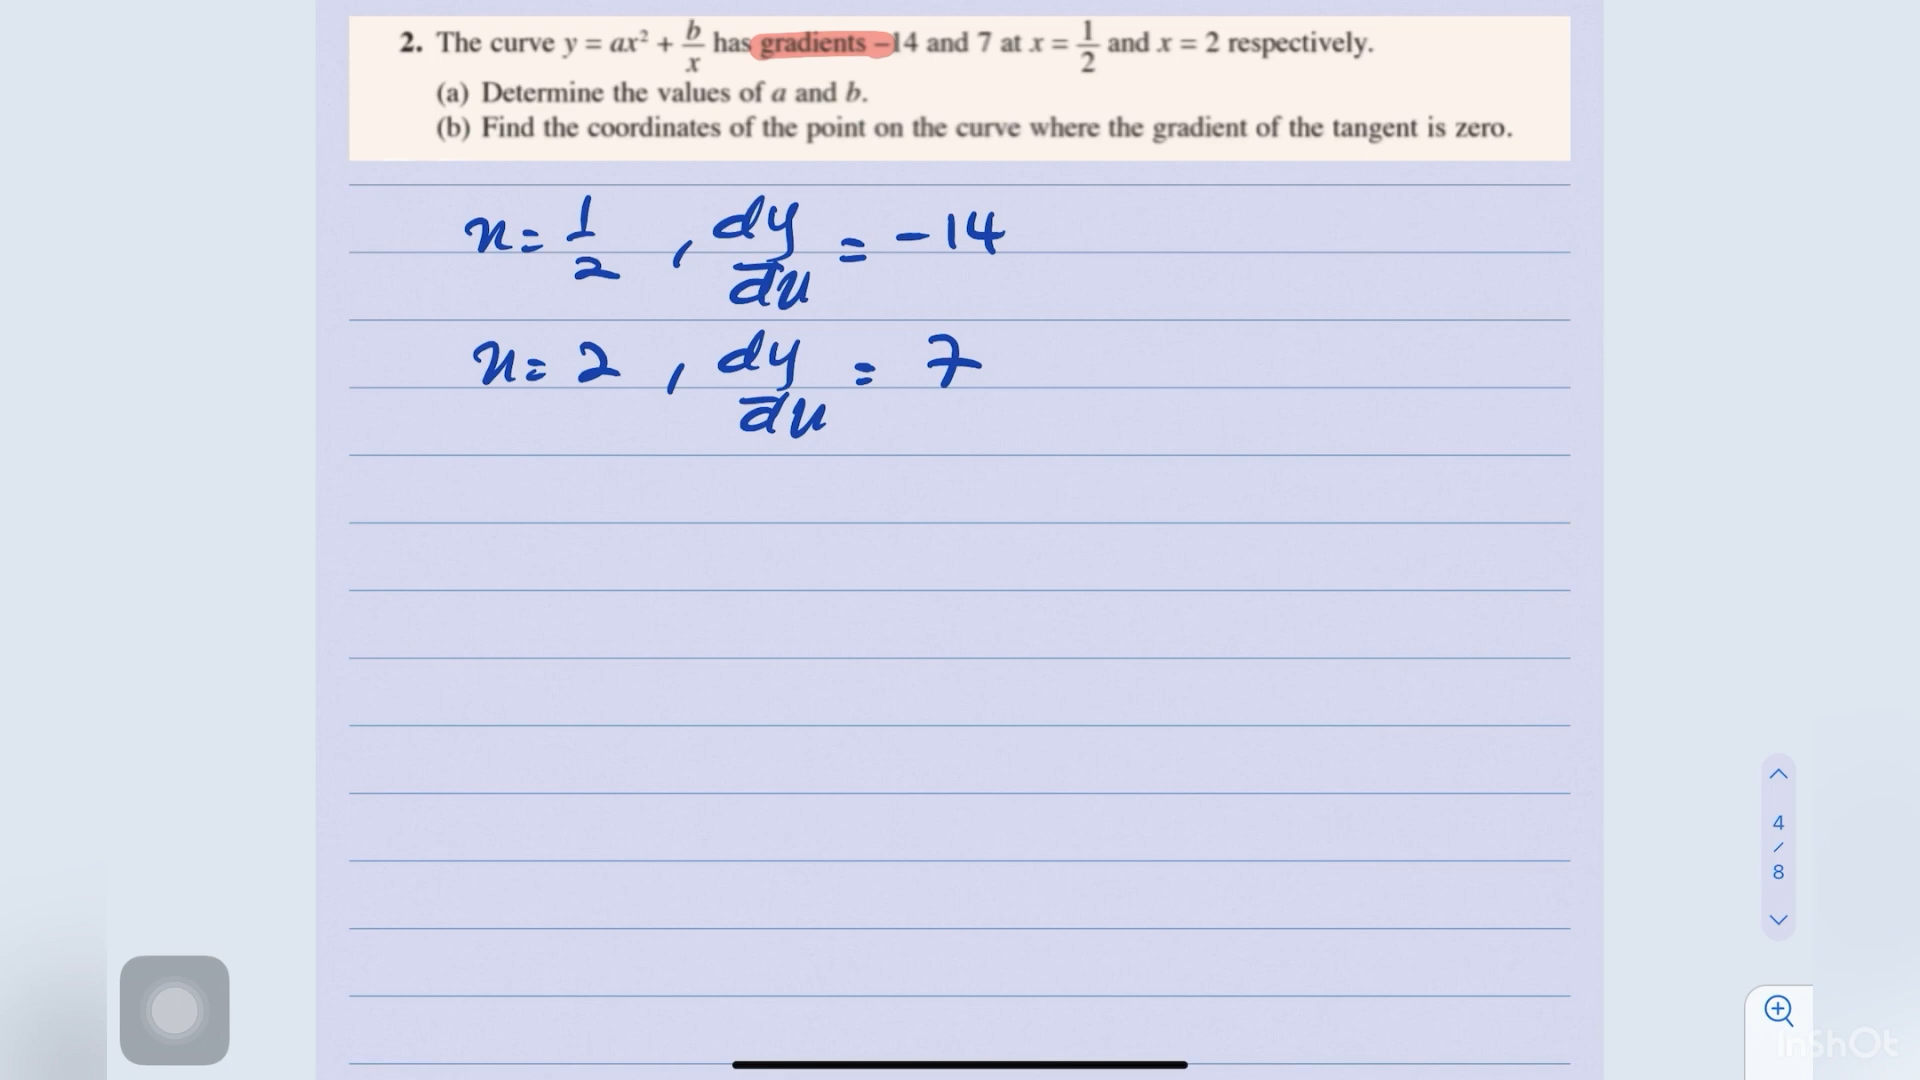 2. The curve y = ax² + b/x has gradients −14 and 7 at x = 1/2 and x = 2 respectively.
(a) Determine the values of a and b.
(b) Find the coordinates of the point on the curve where the gradient of the tangent is zero.
x = 1/2 , dy/dx = -14
x = 2 , dy/dx = 7
4
/
8
InShOt